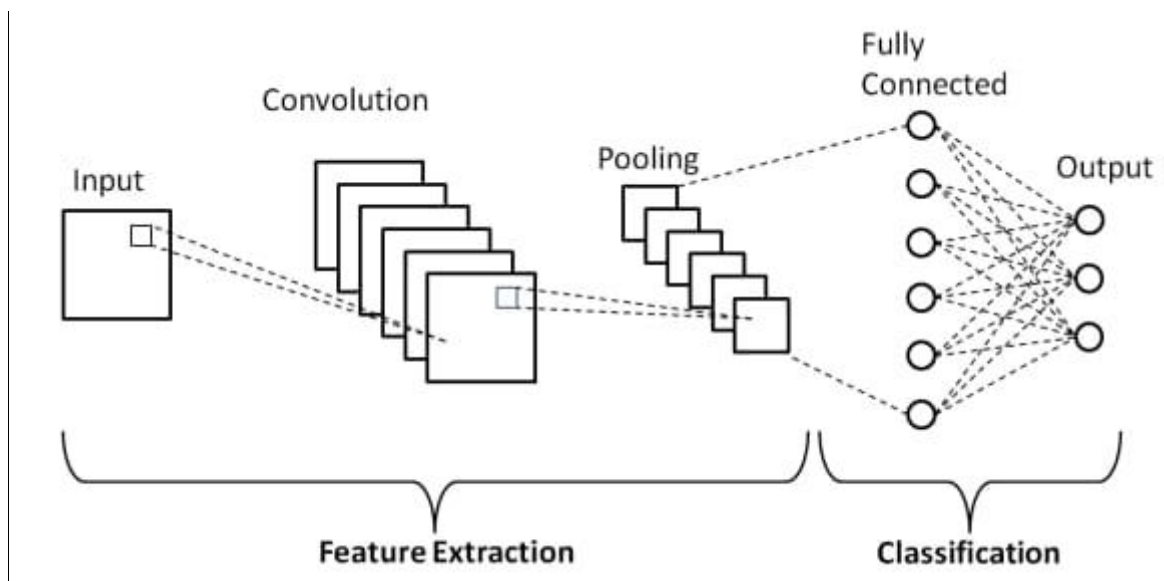 Fully
Connected
Convolution
Pooling
Input
Output
Feature Extraction
Classification